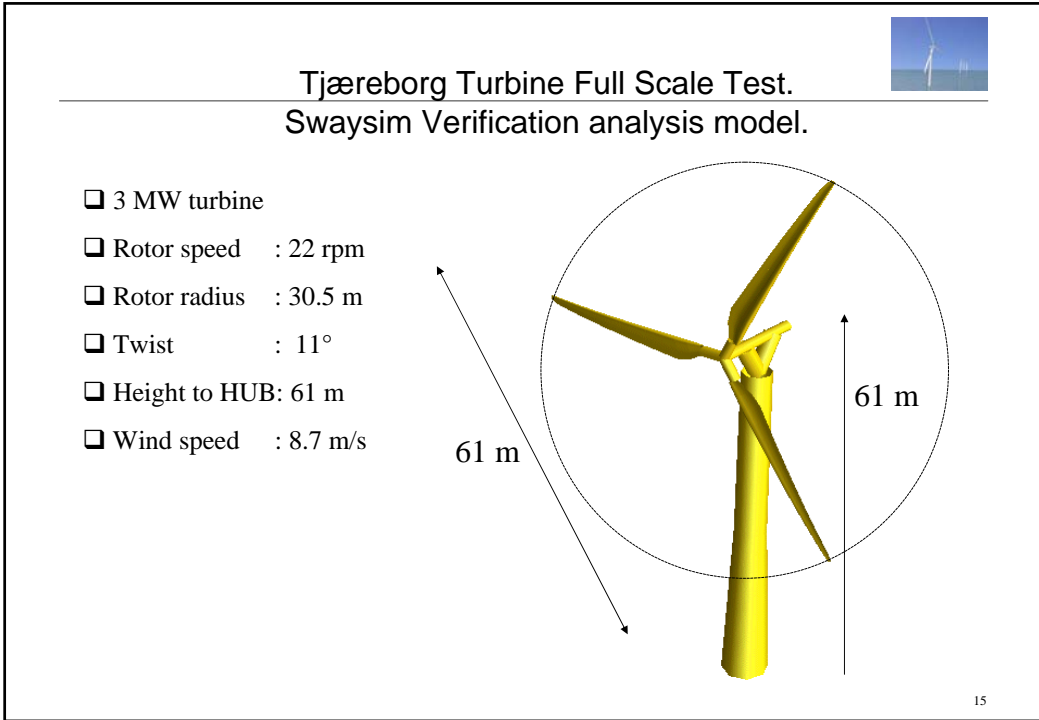 Tjæreborg Turbine Full Scale Test.
Swaysim Verification analysis model.
❑ 3 MW turbine
❑ Rotor speed : 22 rpm
❑ Rotor radius : 30.5 m
❑ Twist : 11°
❑ Height to HUB: 61 m
❑ Wind speed : 8.7 m/s
61 m
61 m
15